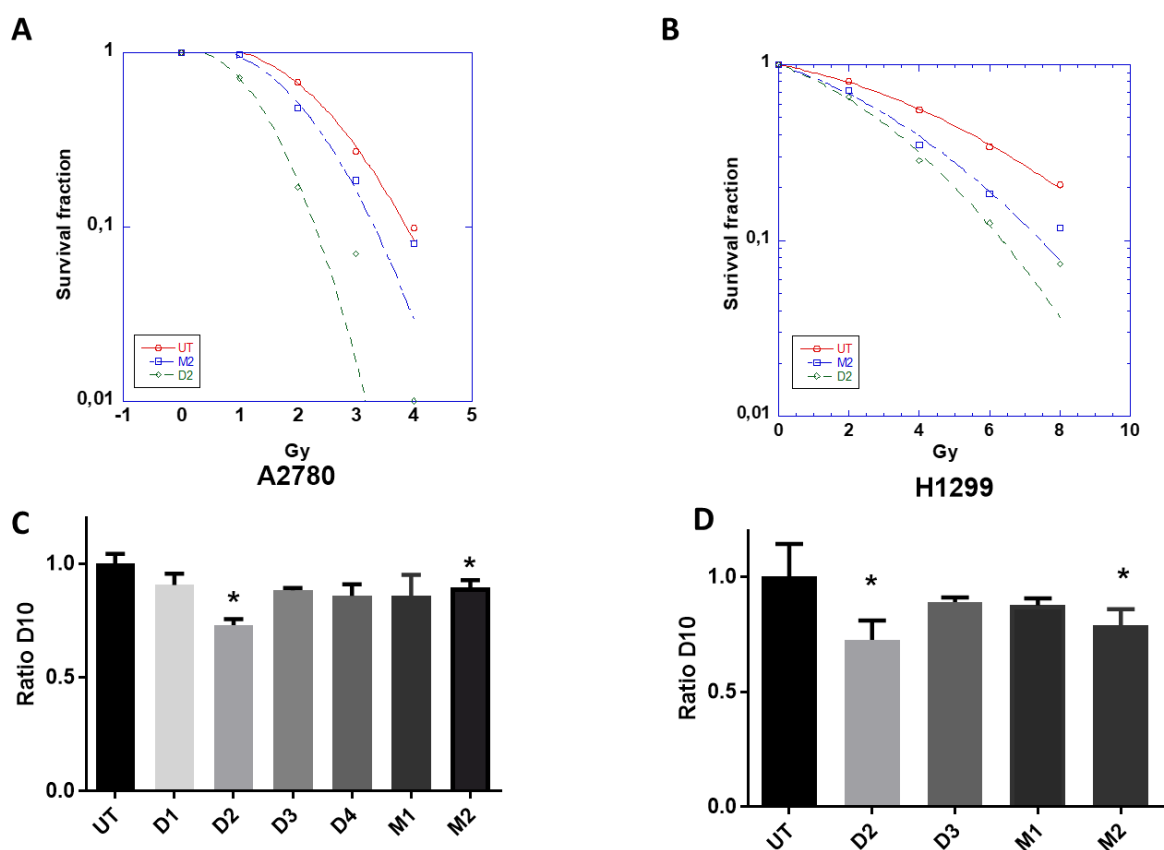 A
Survival fraction
1
0,1
0,01
UT
M2
D2
-1 0 1 2 3 4 5
Gy
A2780
B
Surivval fraction
1
0,1
0,01
UT
M2
D2
0 2 4 6 8 10
Gy
H1299
C
Ratio D10
1.0
0.5
0.0
*
*
UT D1 D2 D3 D4 M1 M2
D
Ratio D10
1.0
0.5
0.0
*
*
UT D2 D3 M1 M2